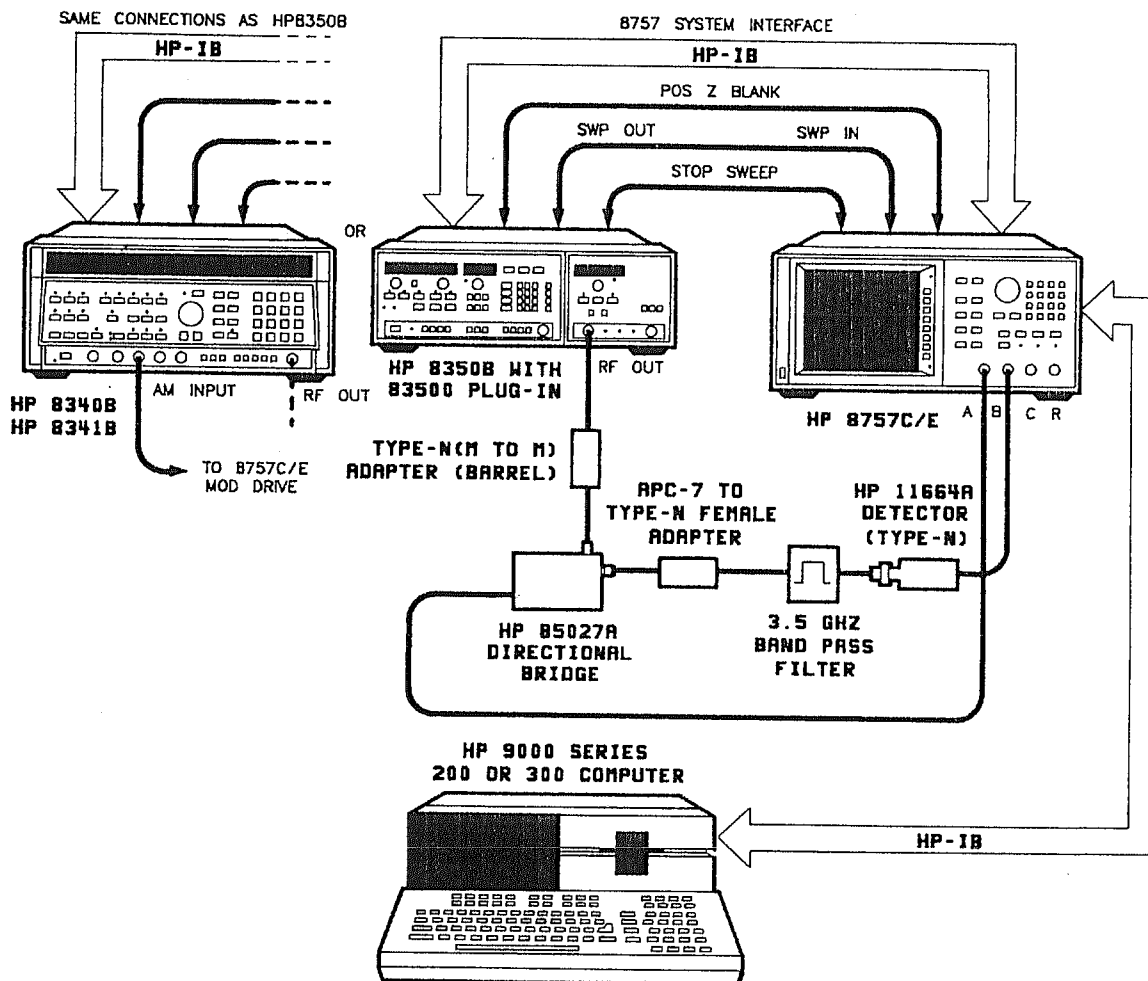 SAME CONNECTIONS AS HP8350B
HP-IB
8757 SYSTEM INTERFACE
HP-IB
POS Z BLANK
SWP OUT
SWP IN
STOP SWEEP
OR
AM INPUT
RF OUT
HP 8340B
HP 8341B
TO 8757C/E
MOD DRIVE
HP 8350B WITH
83500 PLUG-IN
RF OUT
HP 8757C/E
A
B
C
R
TYPE-N(M TO M)
ADAPTER (BARREL)
APC-7 TO
TYPE-N FEMALE
ADAPTER
HP 11664A
DETECTOR
(TYPE-N)
HP 85027A
DIRECTIONAL
BRIDGE
3.5 GHZ
BAND PASS
FILTER
HP 9000 SERIES
200 OR 300 COMPUTER
HP-IB